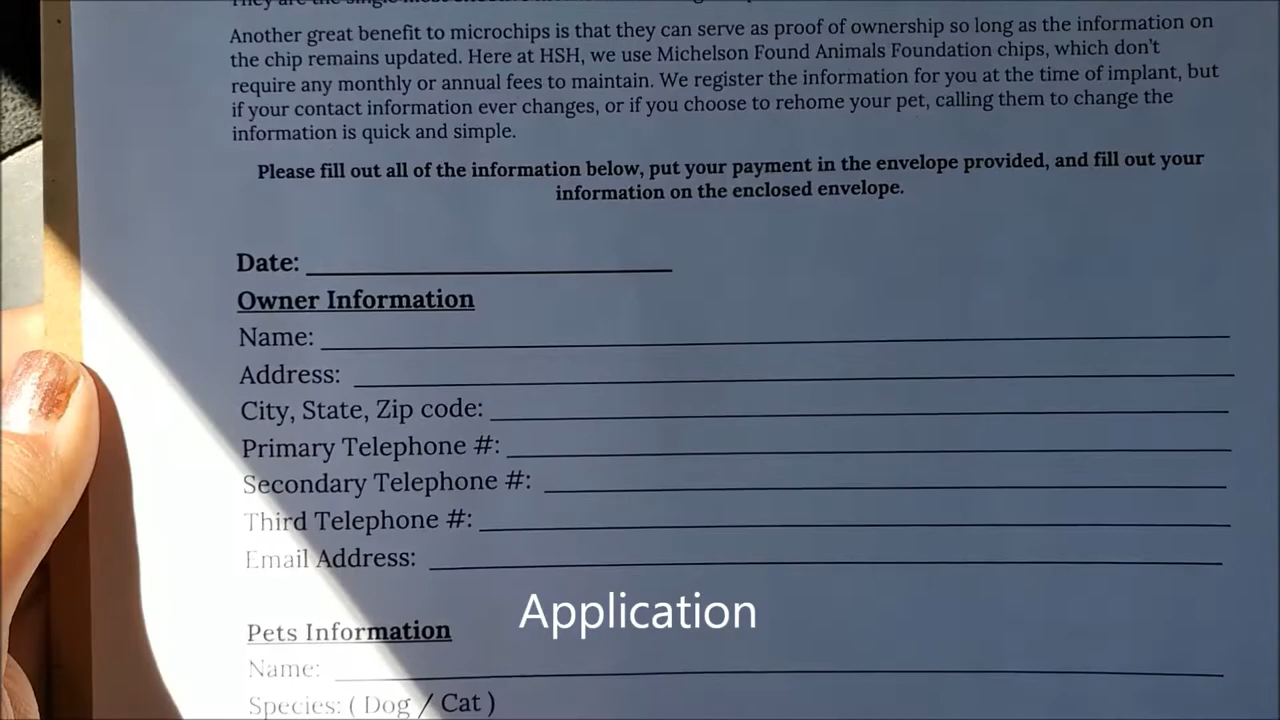 They are the single most effective
Another great benefit to microchips is that they can serve as proof of ownership so long as the information on
the chip remains updated. Here at HSH, we use Michelson Found Animals Foundation chips, which don't
require any monthly or annual fees to maintain. We register the information for you at the time of implant, but
if your contact information ever changes, or if you choose to rehome your pet, calling them to change the
information is quick and simple.
Please fill out all of the information below, put your payment in the envelope provided, and fill out your
information on the enclosed envelope.
Date:
Owner Information
Name:
Address:
City, State, Zip code:
Primary Telephone #:
Secondary Telephone #:
Third Telephone #:
Email Address:
Application
Pets Information
Name:
Species: ( Dog / Cat )